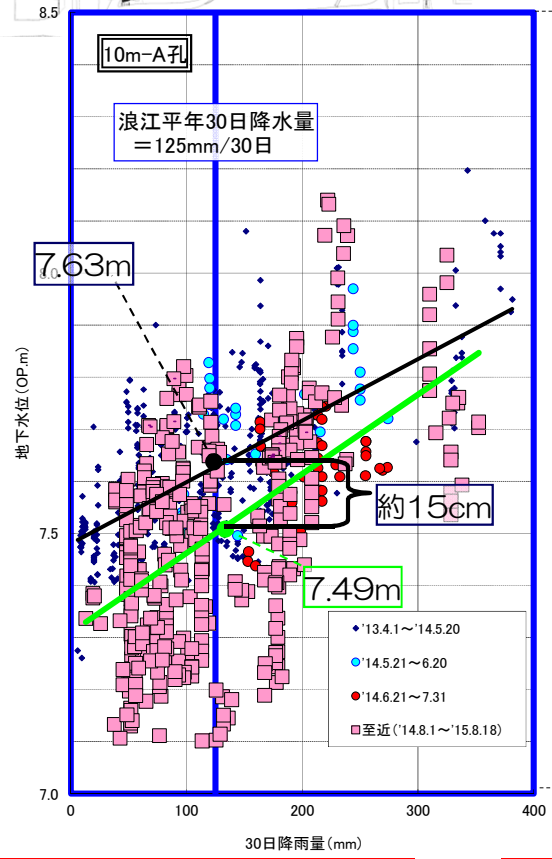 8.5
10m-A孔
浪江平年30日降水量
＝125mm/30日
7.63m
8.0
地下水位(OP.m)
7.5
約15cm
7.49m
'13.4.1～'14.5.20
'14.5.21～6.20
'14.6.21～7.31
至近('14.8.1～'15.8.18)
7.0
0 100 200 300 400
30日降雨量(mm)